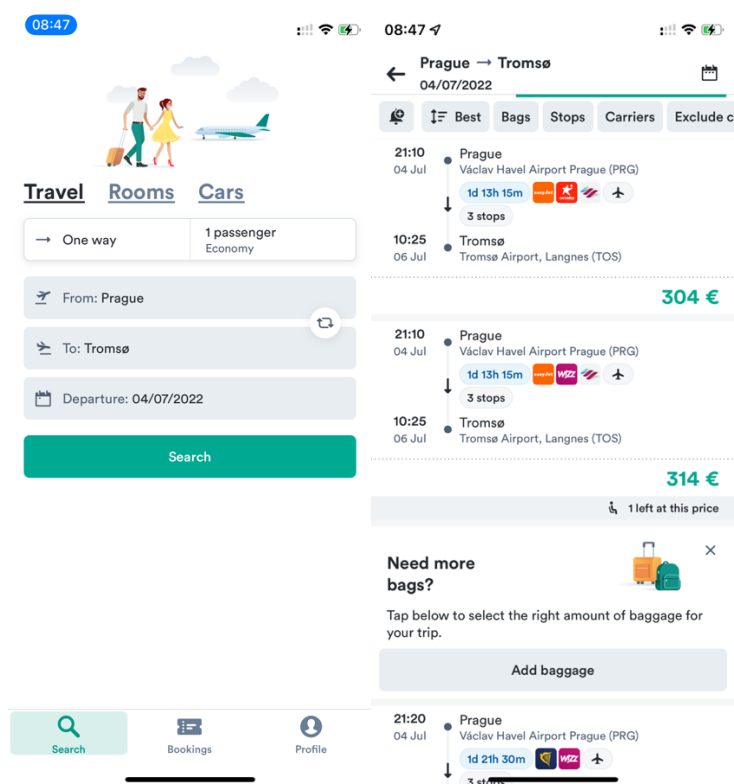 08:47
Travel Rooms Cars
One way
1 passenger
Economy
From: Prague
To: Tromsø
Departure: 04/07/2022
Search
Search Bookings Profile
08:47
Prague → Tromsø
04/07/2022
Best Bags Stops Carriers Exclude c
21:10 Prague
04 Jul Václav Havel Airport Prague (PRG)
1d 13h 15m
3 stops
10:25 Tromsø
06 Jul Tromsø Airport, Langnes (TOS)
304 €
21:10 Prague
04 Jul Václav Havel Airport Prague (PRG)
1d 13h 15m WIZZ
3 stops
10:25 Tromsø
06 Jul Tromsø Airport, Langnes (TOS)
314 €
1 left at this price
Need more
bags?
Tap below to select the right amount of baggage for
your trip.
Add baggage
21:20 Prague
04 Jul Václav Havel Airport Prague (PRG)
1d 21h 30m WIZZ